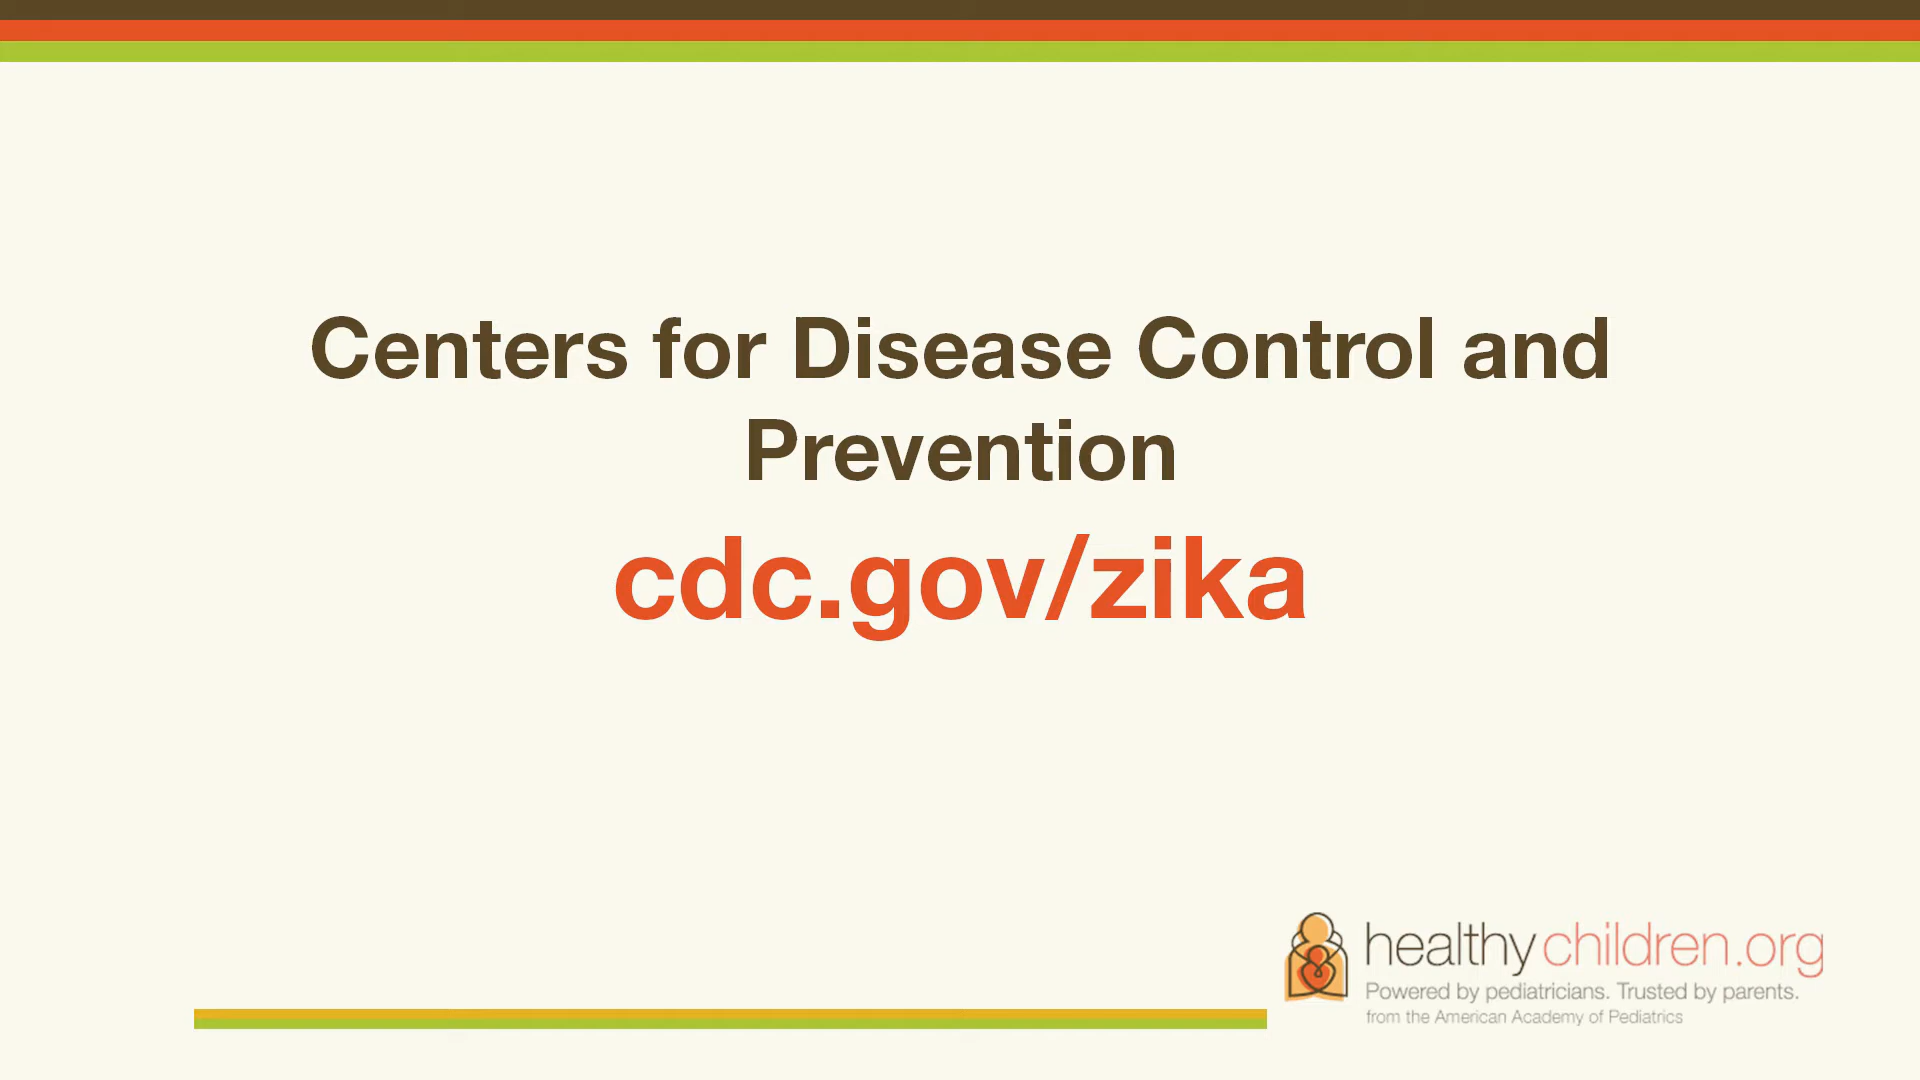 Centers for Disease Control and
Prevention
cdc.gov/zika
healthychildren.org
Powered by pediatricians. Trusted by parents.
from the American Academy of Pediatrics